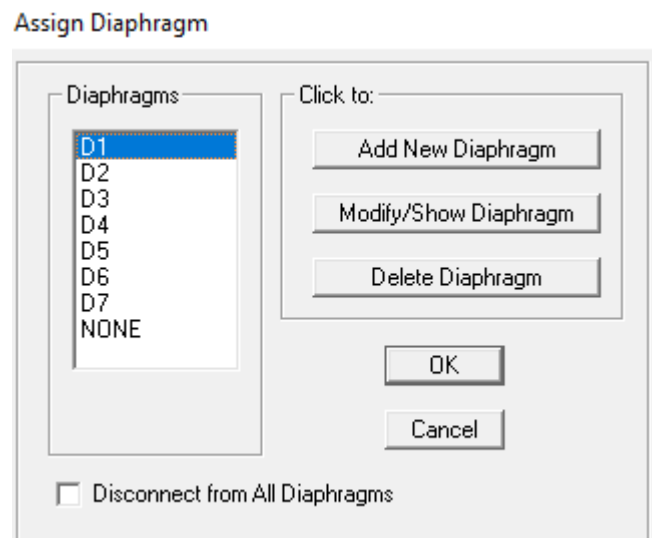 Assign Diaphragm
Diaphragms
D1
D2
D3
D4
D5
D6
D7
NONE
Click to:
Add New Diaphragm
Modify/Show Diaphragm
Delete Diaphragm
OK
Cancel
Disconnect from All Diaphragms